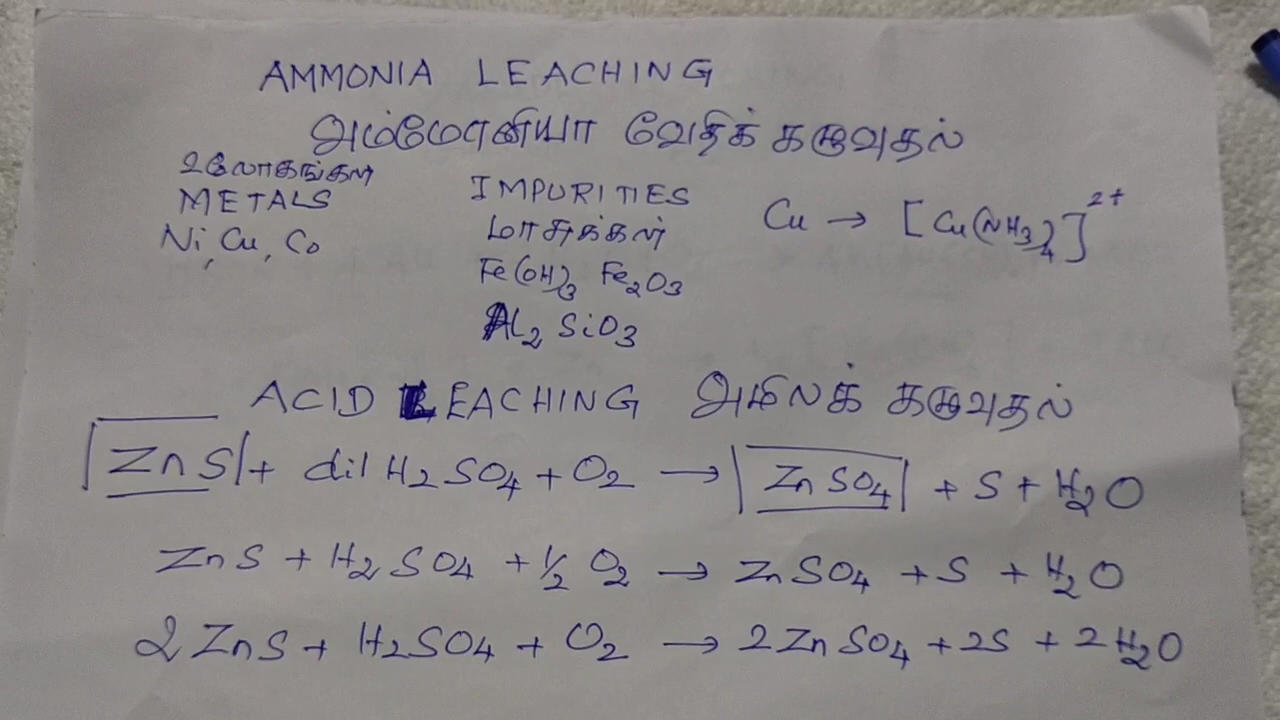 AMMONIA LEACHING
அம்மோனியா வேதிக் கழுவுதல்
உலோகங்கள்
METALS
Ni, Cu, Co
IMPURITIES
மாசுக்கள்
Fe(OH)3 Fe2O3
Al2 SiO3
Cu → [Cu(NH3)4]2+
ACID LEACHING அமிலக் கழுவுதல்
ZnS + dil H2SO4 + O2 → ZnSO4 + S + H2O
ZnS + H2SO4 + 1/2 O2 → ZnSO4 + S + H2O
2ZnS + H2SO4 + O2 → 2ZnSO4 + 2S + 2H2O